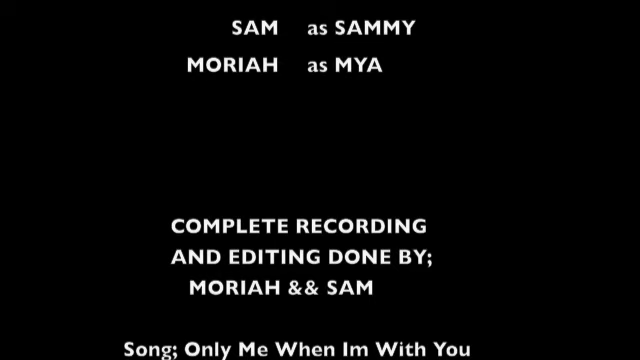 SAM as SAMMY
MORIAH as MYA
COMPLETE RECORDING
AND EDITING DONE BY;
MORIAH && SAM
Song; Only Me When Im With You